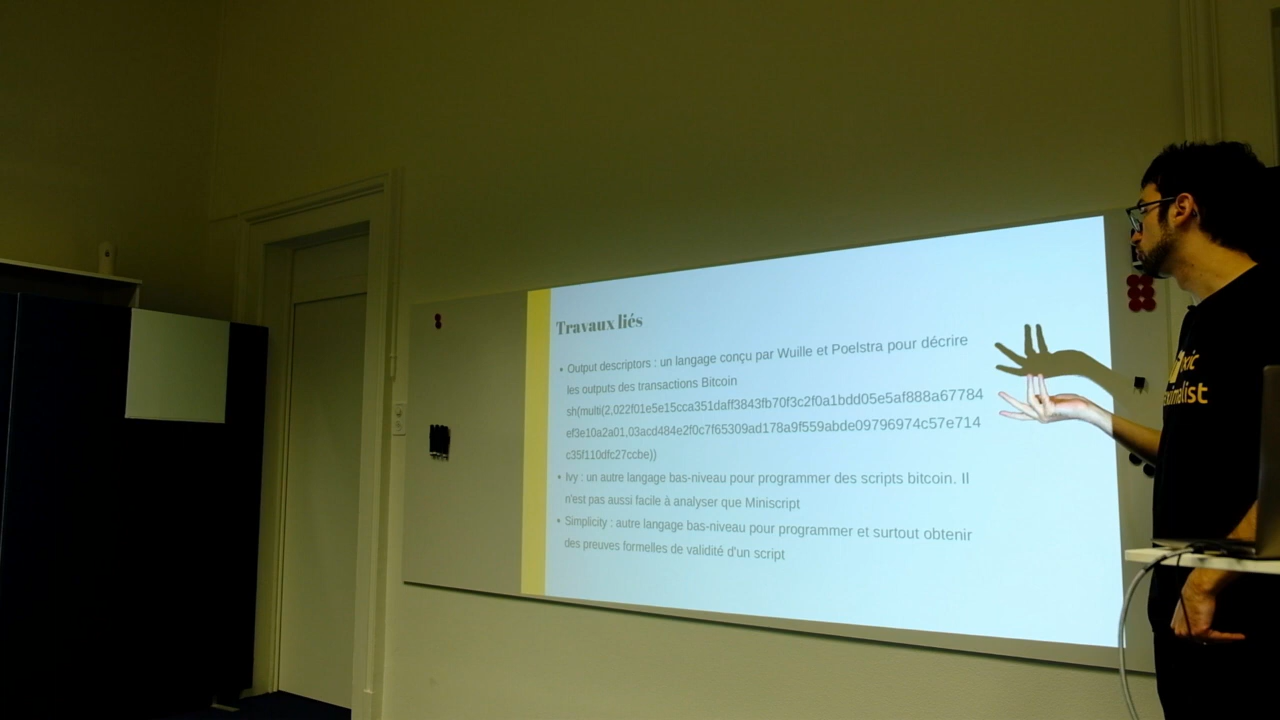 Travaux liés
• Output descriptors : un langage conçu par Wuille et Poelstra pour décrire
les outputs des transactions Bitcoin
sh(multi(2,022f01e5e15cca351daff3843fb70f3c2f0a1bdd05e5af888a67784
ef3e10a2a01,03acd484e2f0c7f65309ad178a9f559abde09796974c57e714
c35f110dfc27ccbe))
• Ivy : un autre langage bas-niveau pour programmer des scripts bitcoin. Il
n'est pas aussi facile à analyser que Miniscript
• Simplicity : autre langage bas-niveau pour programmer et surtout obtenir
des preuves formelles de validité d'un script